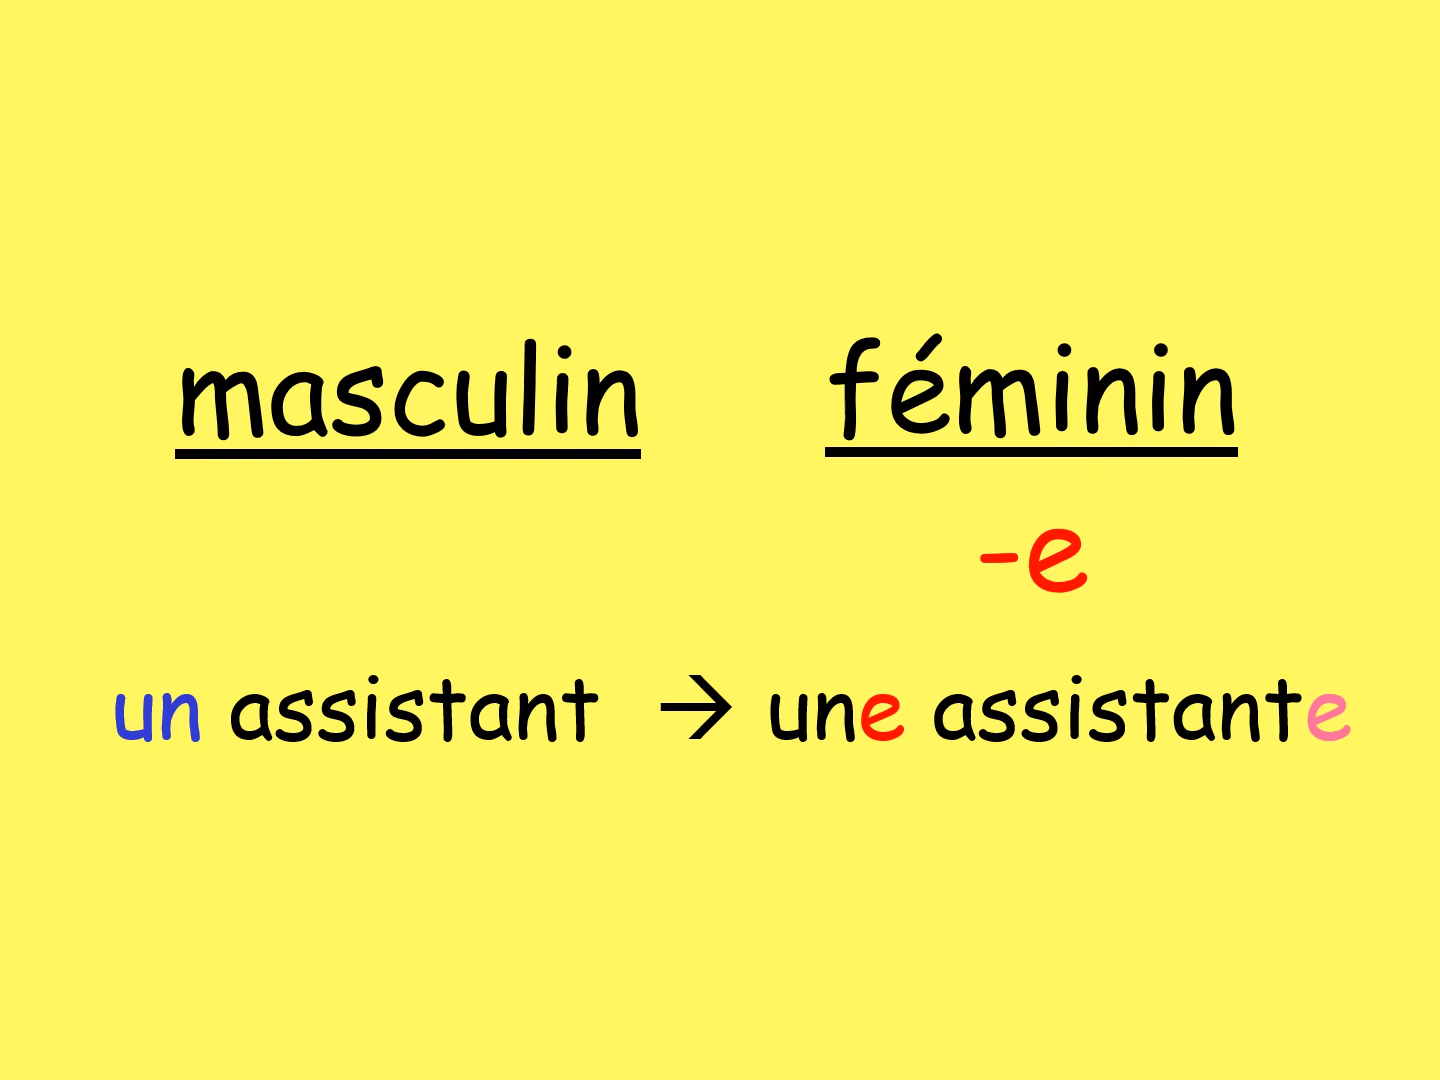 masculin féminin
-e
un assistant → une assistante